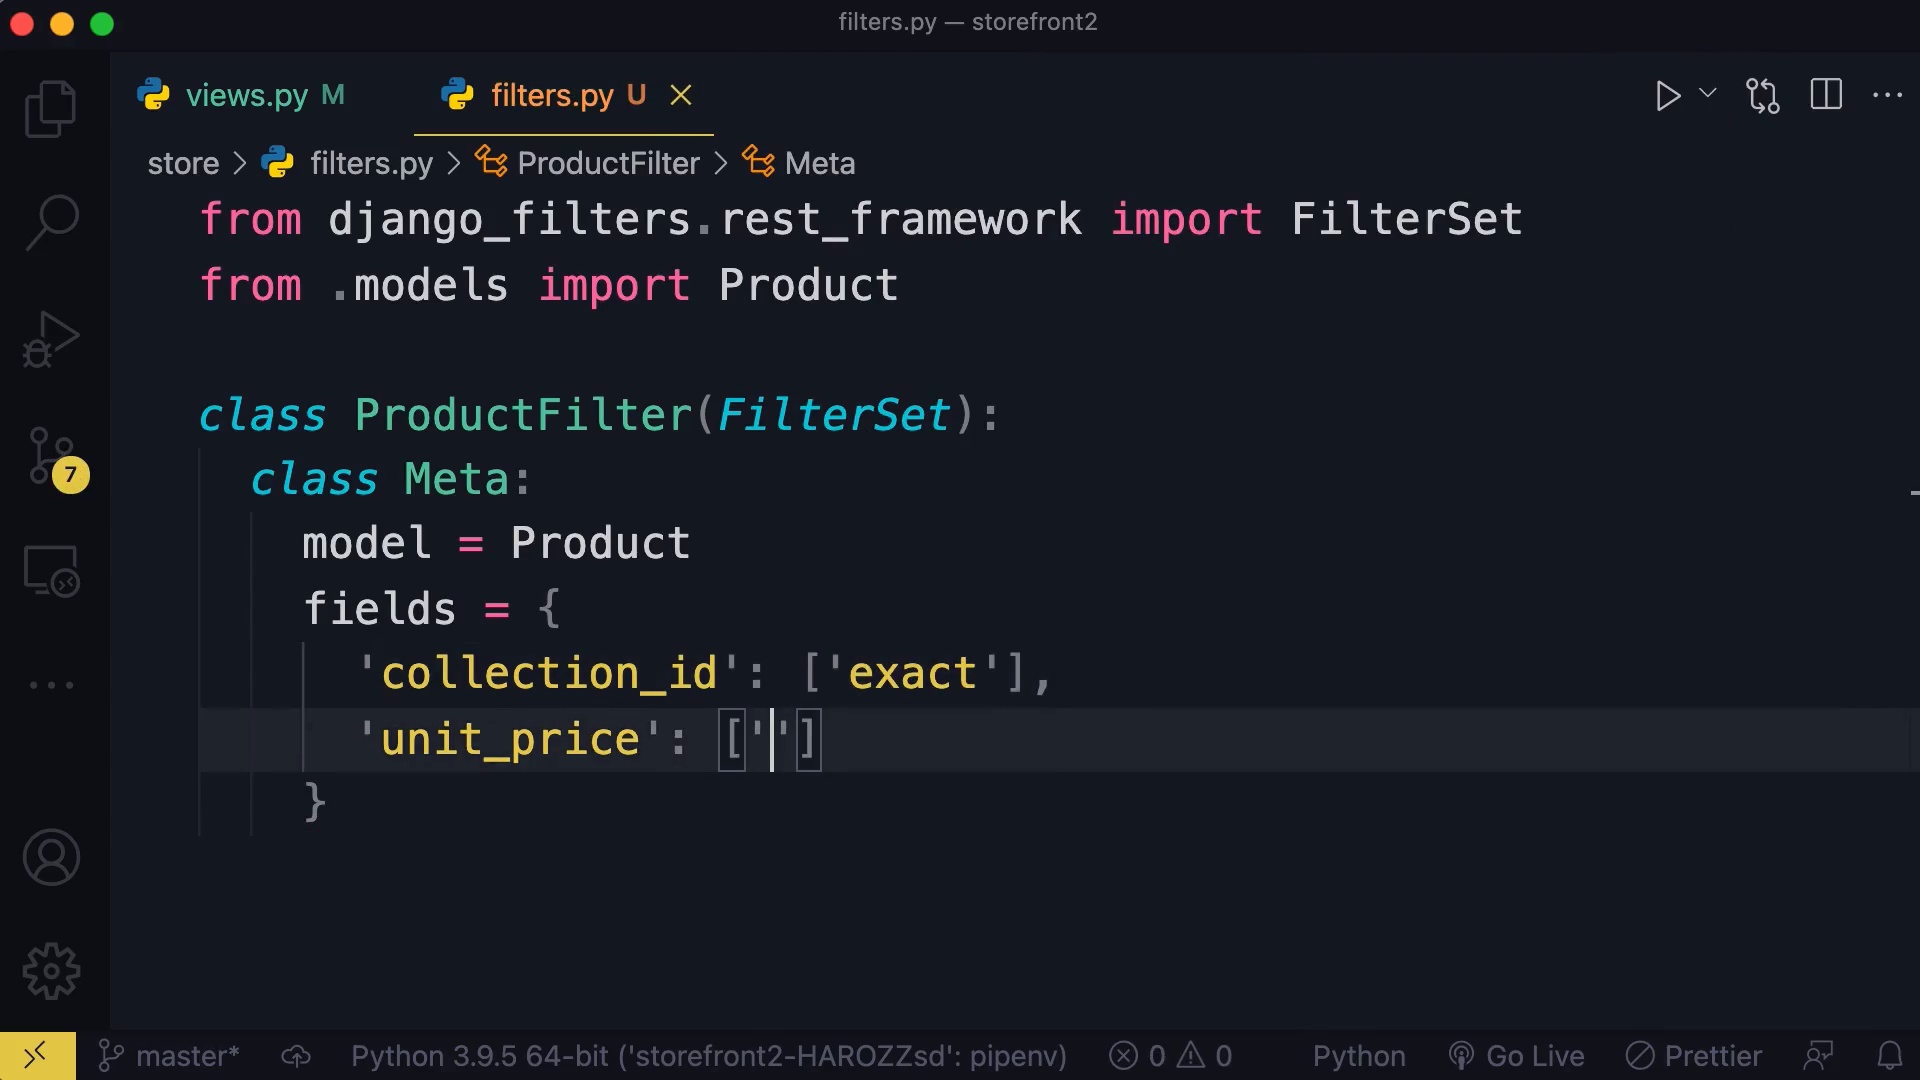 filters.py — storefront2
views.py M filters.py U
store > filters.py > ProductFilter > Meta
from django_filters.rest_framework import FilterSet
from .models import Product
class ProductFilter(FilterSet):
class Meta:
model = Product
fields = {
'collection_id': ['exact'],
'unit_price': ['']
}
7
master* Python 3.9.5 64-bit ('storefront2-HAROZZsd': pipenv) 0 0 Python Go Live Prettier